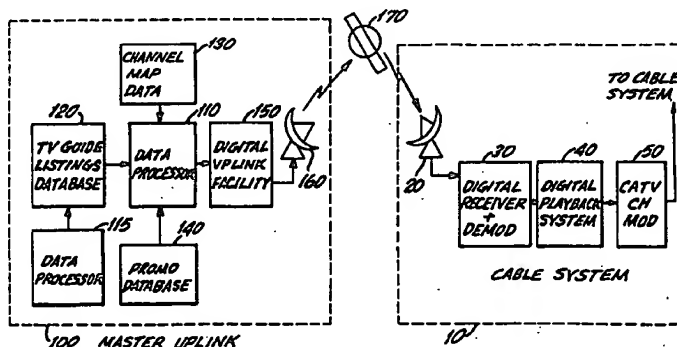 130
CHANNEL
MAP
DATA
120
TV GUIDE
LISTINGS
DATABASE
110
DATA
PROCESSOR
150
DIGITAL
UPLINK
FACILITY
160
115
DATA
PROCESSOR
140
PROMO
DATABASE
100 MASTER UPLINK
170
TO CABLE
SYSTEM
20
30
DIGITAL
RECEIVER
+
DEMOD
40
DIGITAL
PLAYBACK
SYSTEM
50
CATV
CH
MOD
CABLE SYSTEM
10